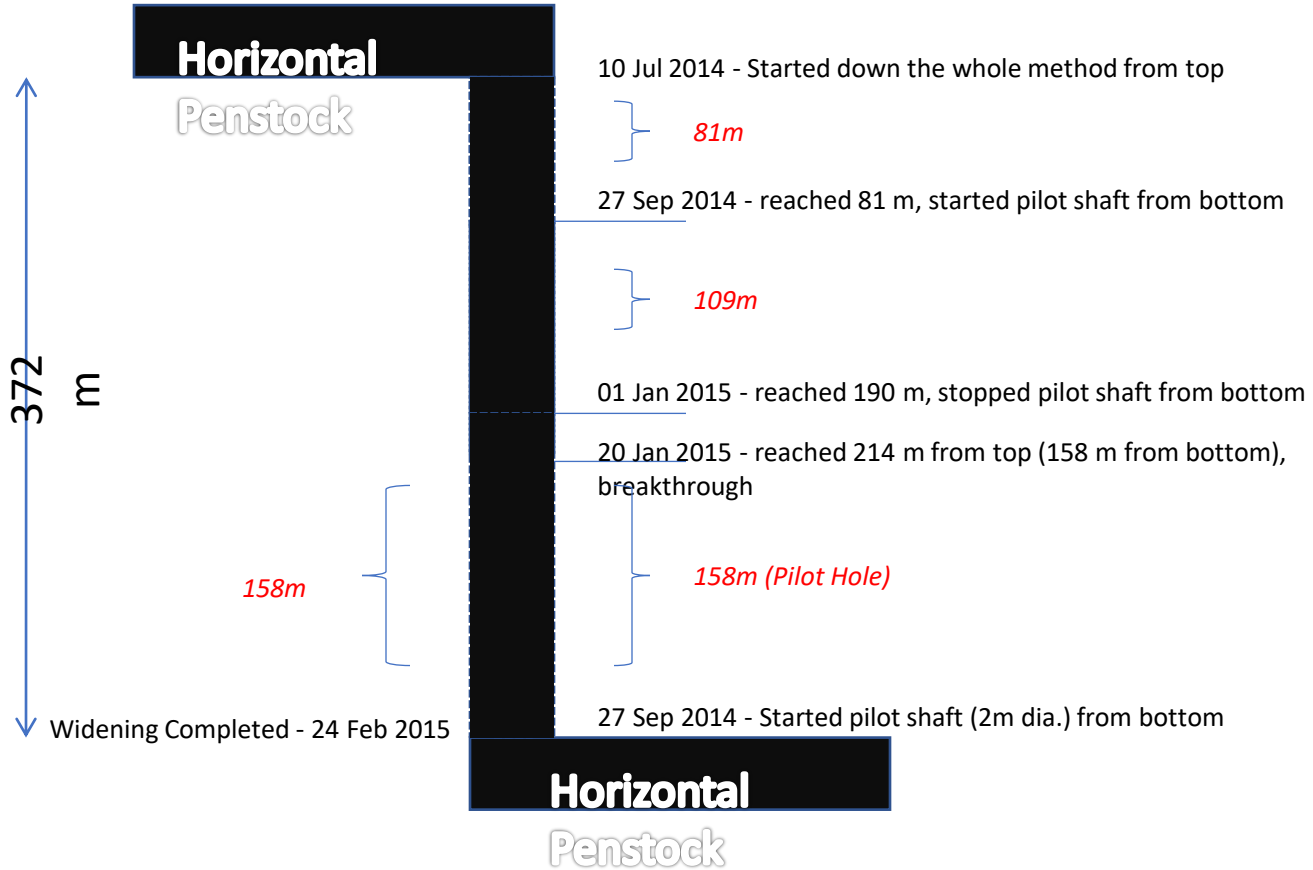 Horizontal
Penstock
10 Jul 2014 - Started down the whole method from top
81m
27 Sep 2014 - reached 81 m, started pilot shaft from bottom
109m
372
m
01 Jan 2015 - reached 190 m, stopped pilot shaft from bottom
20 Jan 2015 - reached 214 m from top (158 m from bottom),
breakthrough
158m
158m (Pilot Hole)
Widening Completed - 24 Feb 2015
27 Sep 2014 - Started pilot shaft (2m dia.) from bottom
Horizontal
Penstock